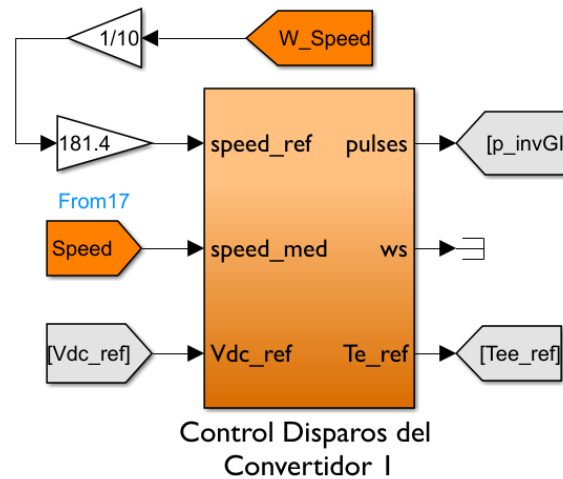 1/10
W_Speed
181.4
speed_ref
pulses
[p_invGI
From17
Speed
speed_med
ws
[Vdc_ref]
Vdc_ref
Te_ref
[Tee_ref]
Control Disparos del
Convertidor 1